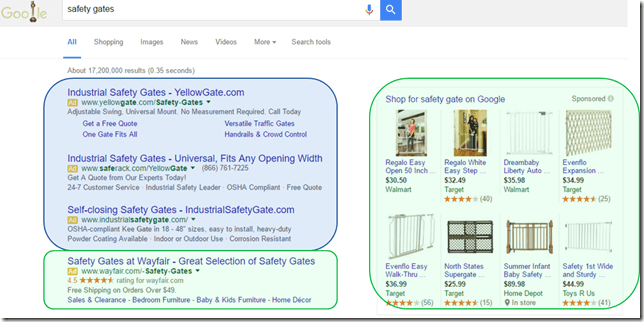 Google
safety gates
All Shopping Images News Videos More Search tools
About 17,200,000 results (0.35 seconds)
Industrial Safety Gates - YellowGate.com
Ad www.yellowgate.com/Safety-Gates
Adjustable Swing, Universal Mount. No Measurement Required. Call Today
Get a Free Quote Versatile Traffic Gates
One Gate Fits All Handrails & Crowd Control
Industrial Safety Gates - Universal, Fits Any Opening Width
Ad www.saferack.com/YellowGate (866) 761-7225
Get A Quote from Our Experts Today!
24-7 Customer Service · Industrial Safety Leader · OSHA Compliant · Free Quote
Self-closing Safety Gates - IndustrialSafetyGate.com
Ad www.industrialsafetygate.com/
OSHA-compliant Kee Gate in 18 - 48" sizes, easy to install, heavy-duty
Powder Coating Available · Indoor or Outdoor Use · Corrosion Resistant
Safety Gates at Wayfair - Great Selection of Safety Gates
Ad www.wayfair.com/-Safety-Gates
4.5 rating for wayfair.com
Free Shipping on Orders Over $49.
Sales & Clearance - Bedroom Furniture - Baby & Kids Furniture - Home Décor
Shop for safety gate on Google Sponsored
Regalo Easy Open 50 Inch ...
$30.50
Walmart
Regalo White Easy Step ...
$32.49
Target
(40)
Dreambaby Liberty Auto ...
$35.98
Walmart
Evenflo Expansion ...
$34.99
Target
(25)
Evenflo Easy Walk-Thru ...
$36.99
Target
(56)
North States Supergate ...
$25.99
Target
(15)
Summer Infant Baby Safety ...
$89.98
Home Depot
In store
Safety 1st Wide and Sturdy ...
$44.99
Toys R Us
(41)